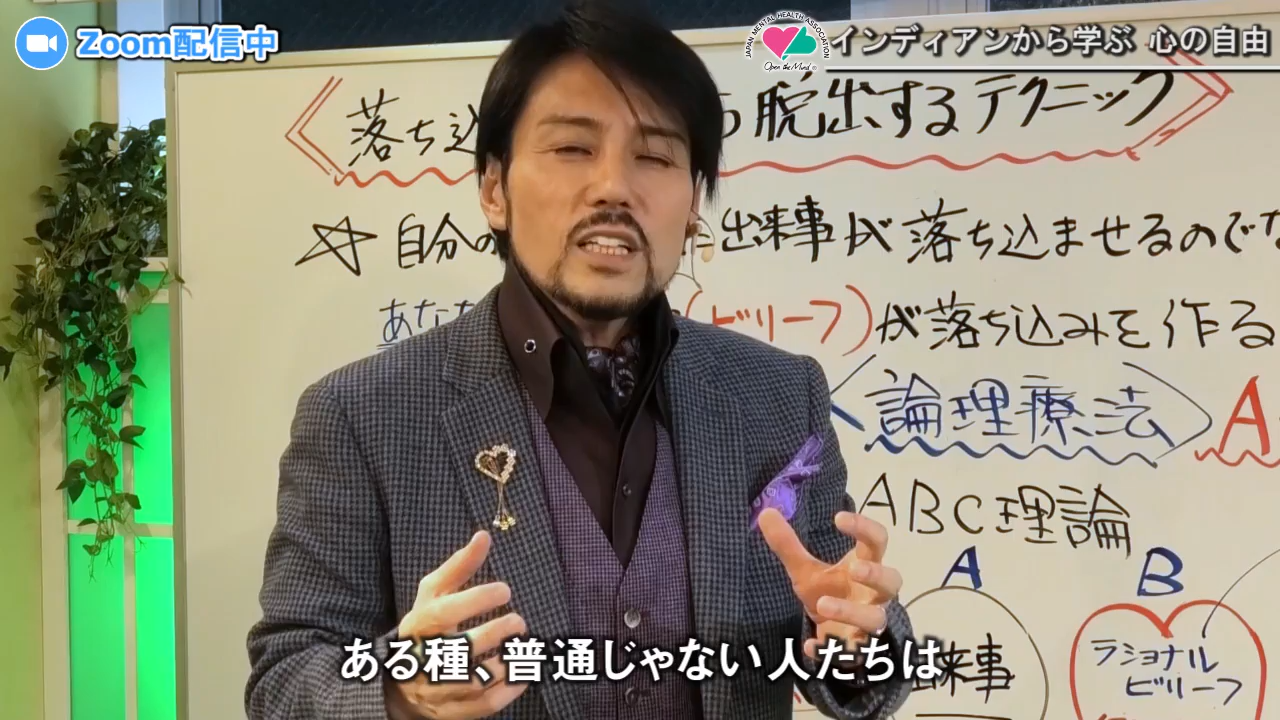 Zoom配信中
JAPAN MENTAL HEALTH ASSOCIATION
Open the Mind
インディアンから学ぶ 心の自由
落ち込 ら脱出するテクニック
☆ 自分の 出来事が落ち込ませるのでな
あなた (ビリーフ)が落ち込みを作る
論理療法 A
ABC理論
A B
出来事
ラショナル
ビリーフ
ある種、普通じゃない人たちは